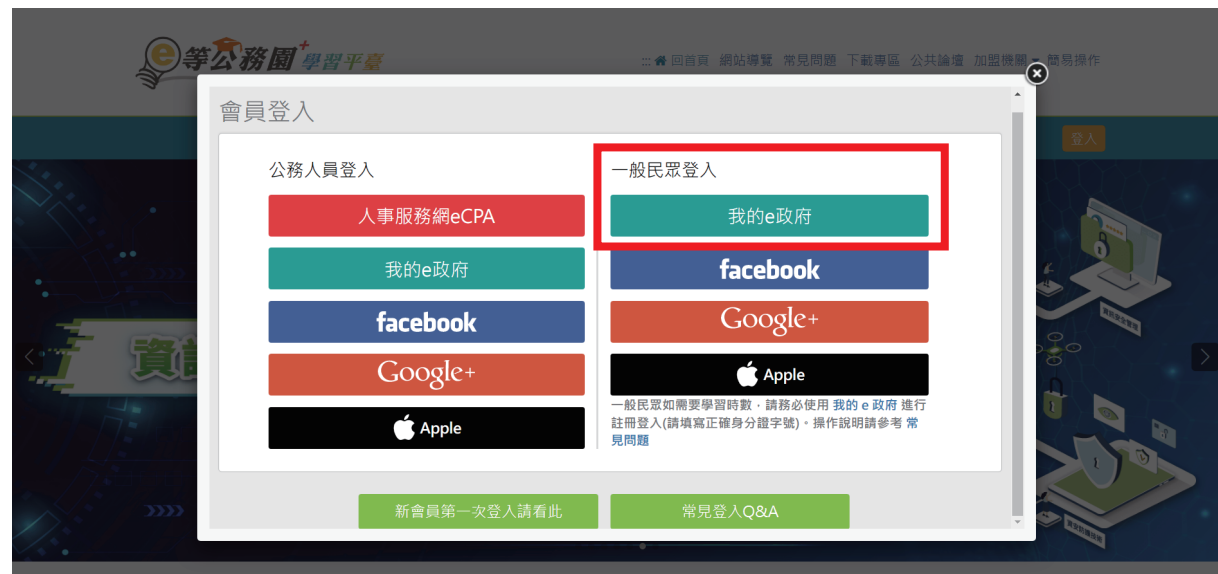 e等公務園+學習平臺
::: 回首頁 網站導覽 常見問題 下載專區 公共論壇 加盟機關 簡易操作
登入
會員登入
公務人員登入
人事服務網eCPA
我的e政府
facebook
Google+
Apple
一般民眾登入
我的e政府
facebook
Google+
Apple
一般民眾如需要學習時數,請務必使用 我的 e 政府 進行
註冊登入(請填寫正確身分證字號)。操作說明請參考 常
見問題
新會員第一次登入請看此
常見登入Q&A